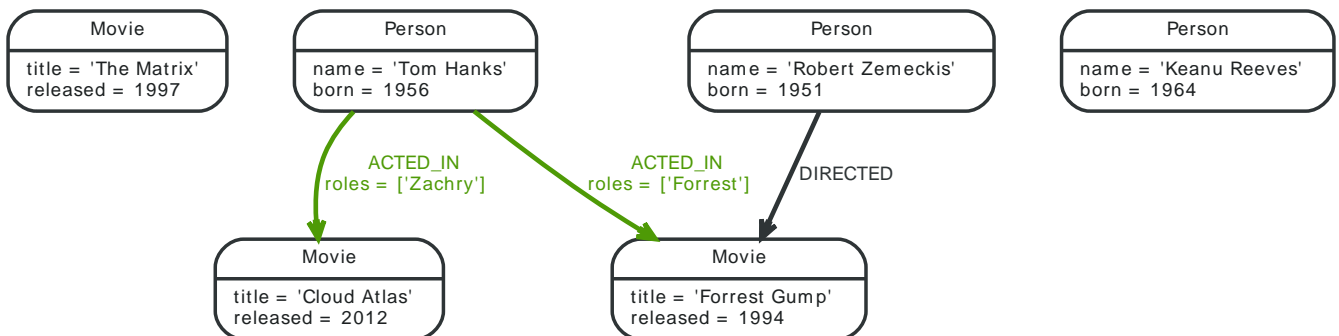 Movie
title = 'The Matrix'
released = 1997
Person
name = 'Tom Hanks'
born = 1956
Person
name = 'Robert Zemeckis'
born = 1951
Person
name = 'Keanu Reeves'
born = 1964
ACTED_IN
roles = ['Zachry']
ACTED_IN
roles = ['Forrest']
DIRECTED
Movie
title = 'Cloud Atlas'
released = 2012
Movie
title = 'Forrest Gump'
released = 1994